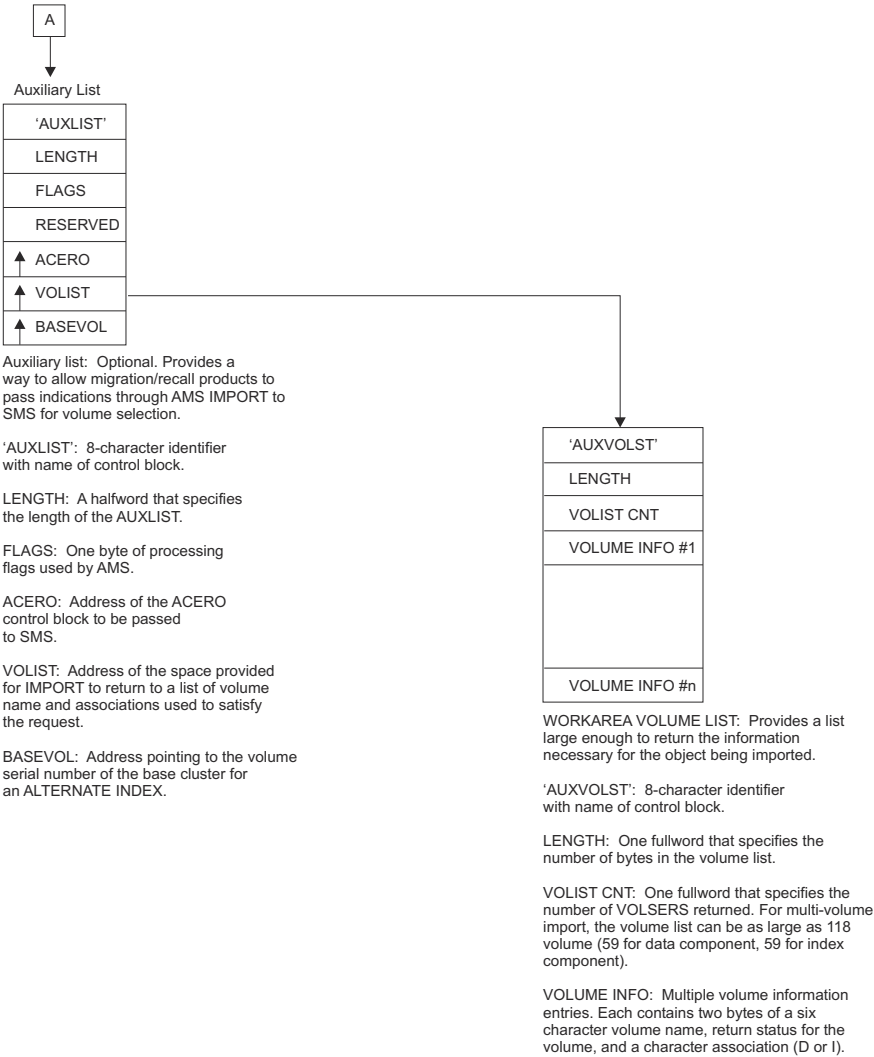 A
Auxiliary List
‘AUXLIST’
LENGTH
FLAGS
RESERVED
ACERO
VOLIST
BASEVOL
Auxiliary list: Optional. Provides a
way to allow migration/recall products to
pass indications through AMS IMPORT to
SMS for volume selection.
‘AUXLIST’: 8-character identifier
with name of control block.
LENGTH: A halfword that specifies
the length of the AUXLIST.
FLAGS: One byte of processing
flags used by AMS.
ACERO: Address of the ACERO
control block to be passed
to SMS.
VOLIST: Address of the space provided
for IMPORT to return to a list of volume
name and associations used to satisfy
the request.
BASEVOL: Address pointing to the volume
serial number of the base cluster for
an ALTERNATE INDEX.
‘AUXVOLST’
LENGTH
VOLIST CNT
VOLUME INFO #1
VOLUME INFO #n
WORKAREA VOLUME LIST: Provides a list
large enough to return the information
necessary for the object being imported.
‘AUXVOLST’: 8-character identifier
with name of control block.
LENGTH: One fullword that specifies the
number of bytes in the volume list.
VOLIST CNT: One fullword that specifies the
number of VOLSERS returned. For multi-volume
import, the volume list can be as large as 118
volume (59 for data component, 59 for index
component).
VOLUME INFO: Multiple volume information
entries. Each contains two bytes of a six
character volume name, return status for the
volume, and a character association (D or I).